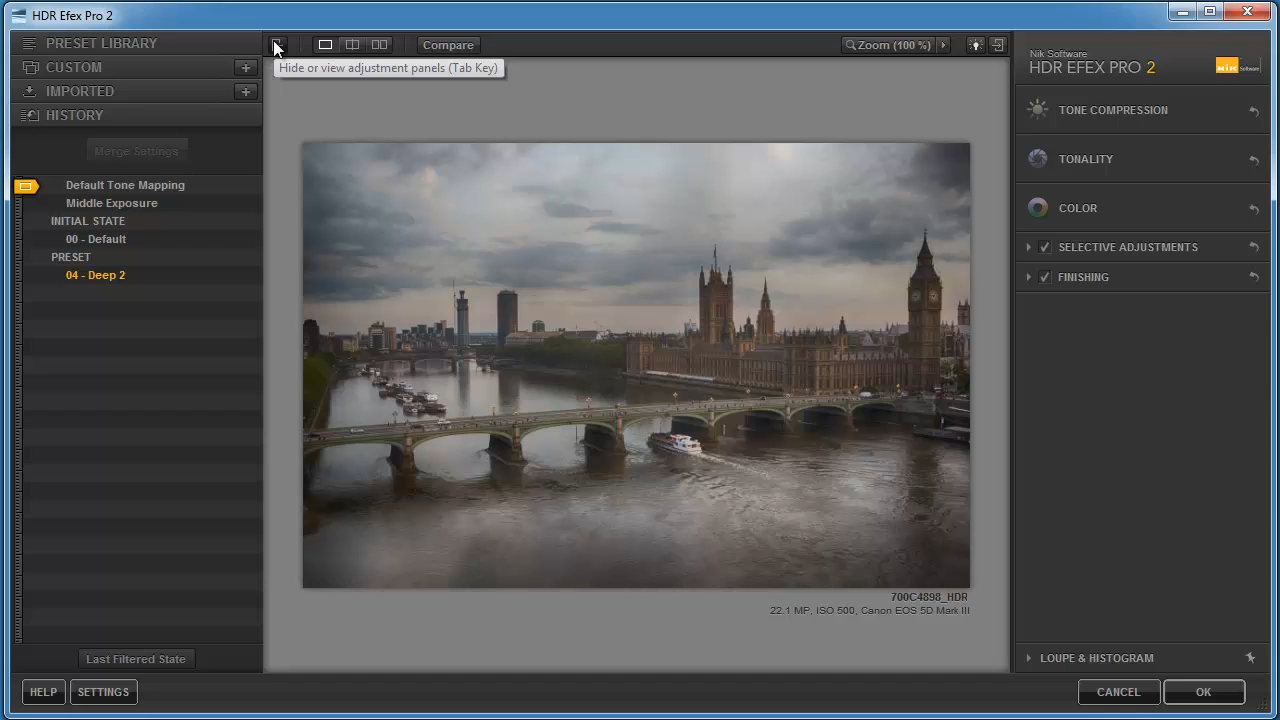 HDR Efex Pro 2
PRESET LIBRARY
CUSTOM
IMPORTED
HISTORY
Merge Settings
Default Tone Mapping
Middle Exposure
INITIAL STATE
00 - Default
PRESET
04 - Deep 2
Last Filtered State
HELP
SETTINGS
Compare
Zoom (100 %)
Hide or view adjustment panels (Tab Key)
700C4898_HDR
22.1 MP, ISO 500, Canon EOS 5D Mark III
Nik Software
HDR EFEX PRO 2
Nik Software
TONE COMPRESSION
TONALITY
COLOR
SELECTIVE ADJUSTMENTS
FINISHING
LOUPE & HISTOGRAM
CANCEL
OK